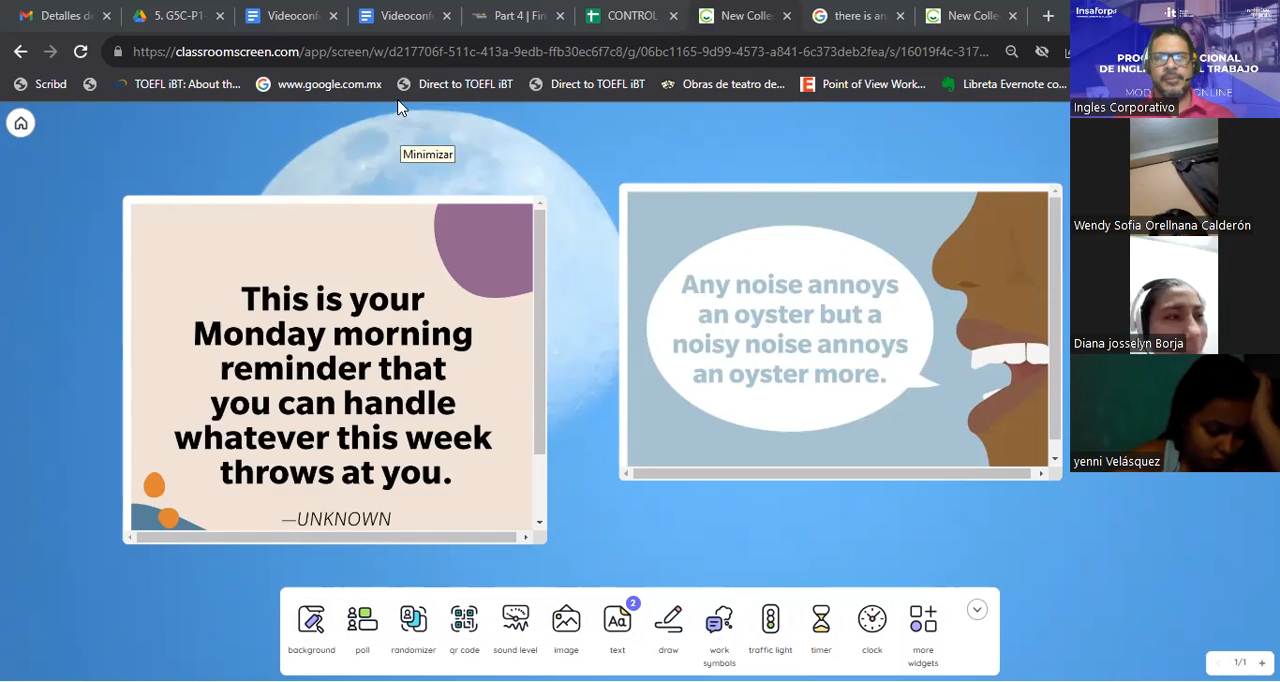 Detalles de
5. G5C-P1-
Videoconfe
Videoconfe
Part 4 | Fin
CONTROL
New Colle
there is an
New Colle
https://classroomscreen.com/app/screen/w/d217706f-511c-413a-9edb-ffb30ec6f7c8/g/06bc1165-9d99-4573-a841-6c373deb2fea/s/16019f4c-317...
Scribd
TOEFL iBT: About th...
www.google.com.mx
Direct to TOEFL iBT
Direct to TOEFL iBT
Obras de teatro de...
Point of View Work...
Libreta Evernote co...
Minimizar
This is your
Monday morning
reminder that
you can handle
whatever this week
throws at you.
—UNKNOWN
Any noise annoys
an oyster but a
noisy noise annoys
an oyster more.
background
poll
randomizer
qr code
sound level
image
2
text
draw
work
symbols
traffic light
timer
clock
more
widgets
1/1
Insaforp
it
Ingles Corporativo
Wendy Sofia Orellnana Calderón
Diana josselyn Borja
yenni Velásquez